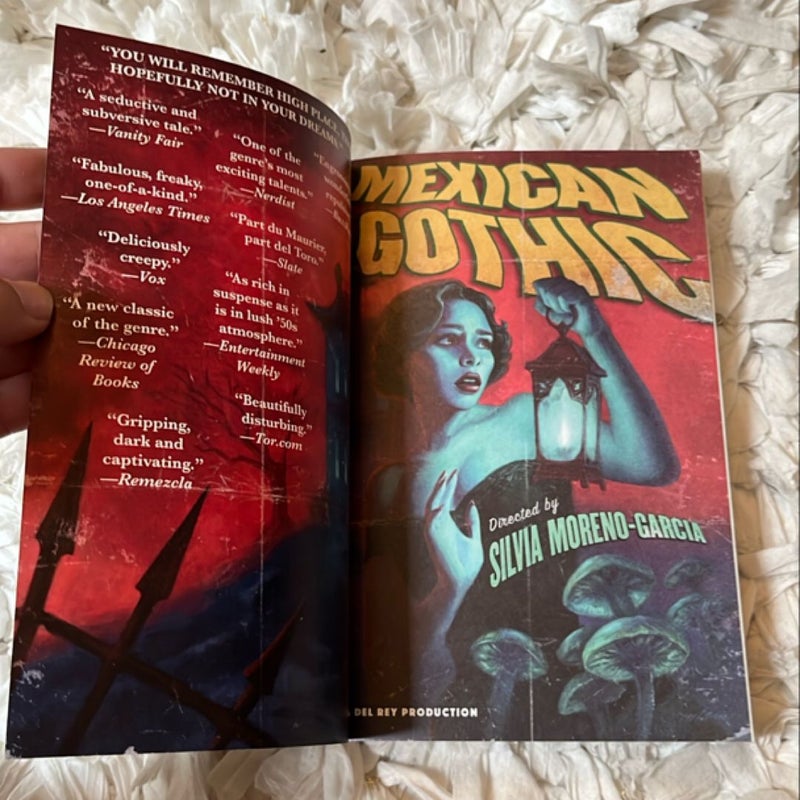 “YOU WILL REMEMBER HIGH PLACE,
HOPEFULLY NOT IN YOUR DREAMS.”
“A seductive and
subversive tale.”
—Vanity Fair
“Fabulous, freaky,
one-of-a-kind.”
—Los Angeles Times
“Deliciously
creepy.”
—Vox
“A new classic
of the genre.”
—Chicago
Review of
Books
“Gripping,
dark and
captivating.”
—Remezcla
“One of the
genre’s most
exciting talents.”
—Nerdist
“Part du Maurier,
part del Toro.”
—Slate
“As rich in
suspense as it
is in lush ’50s
atmosphere.”
—Entertainment
Weekly
“Beautifully
disturbing.”
—Tor.com
MEXICAN
GOTHIC
Directed by
SILVIA MORENO-GARCIA
DEL REY PRODUCTION